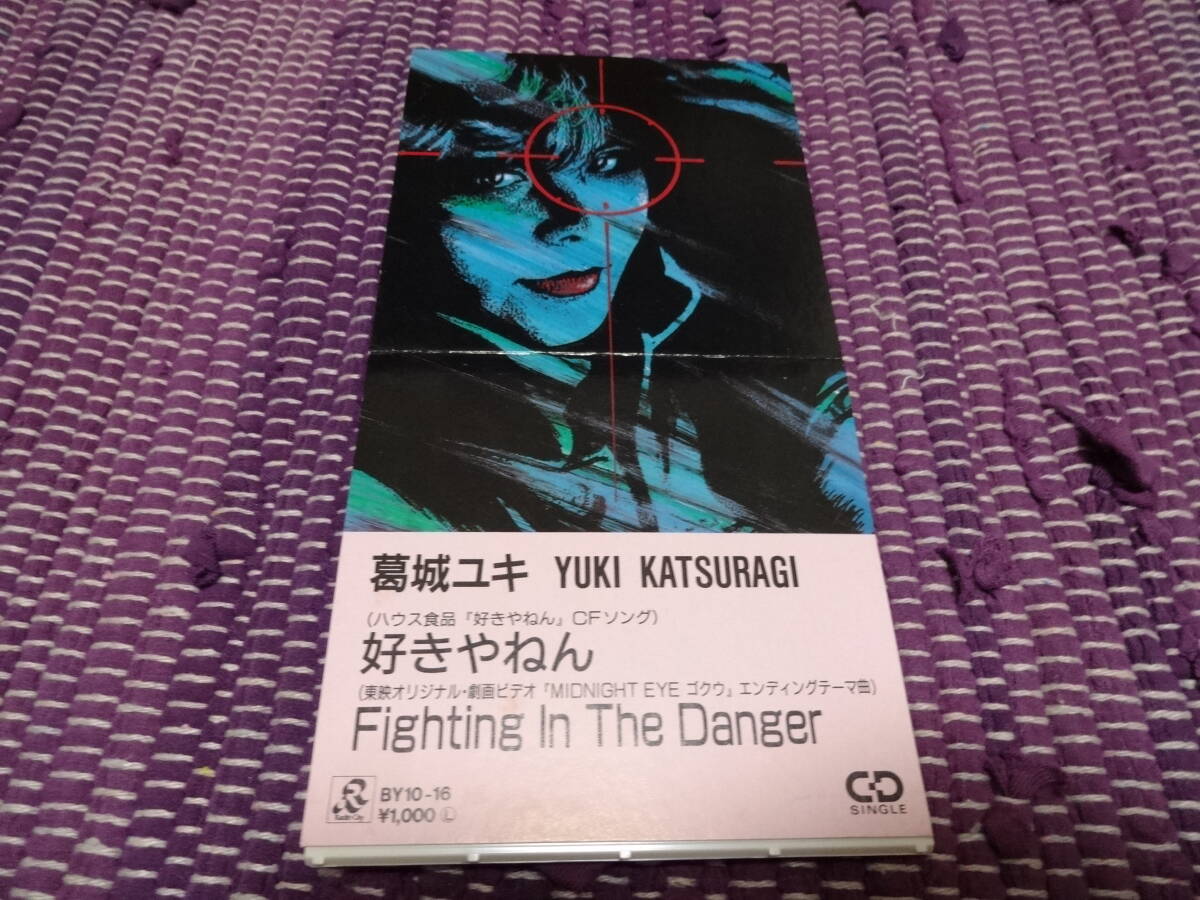 葛城ユキ YUKI KATSURAGI
(ハウス食品「好きやねん」CFソング)
好きやねん
(東映オリジナル・劇画ビデオ「MIDNIGHT EYE ゴクウ」エンディングテーマ曲)
Fighting In The Danger
Radio City
BY10-16
¥1,000 Ⓛ
CD
SINGLE